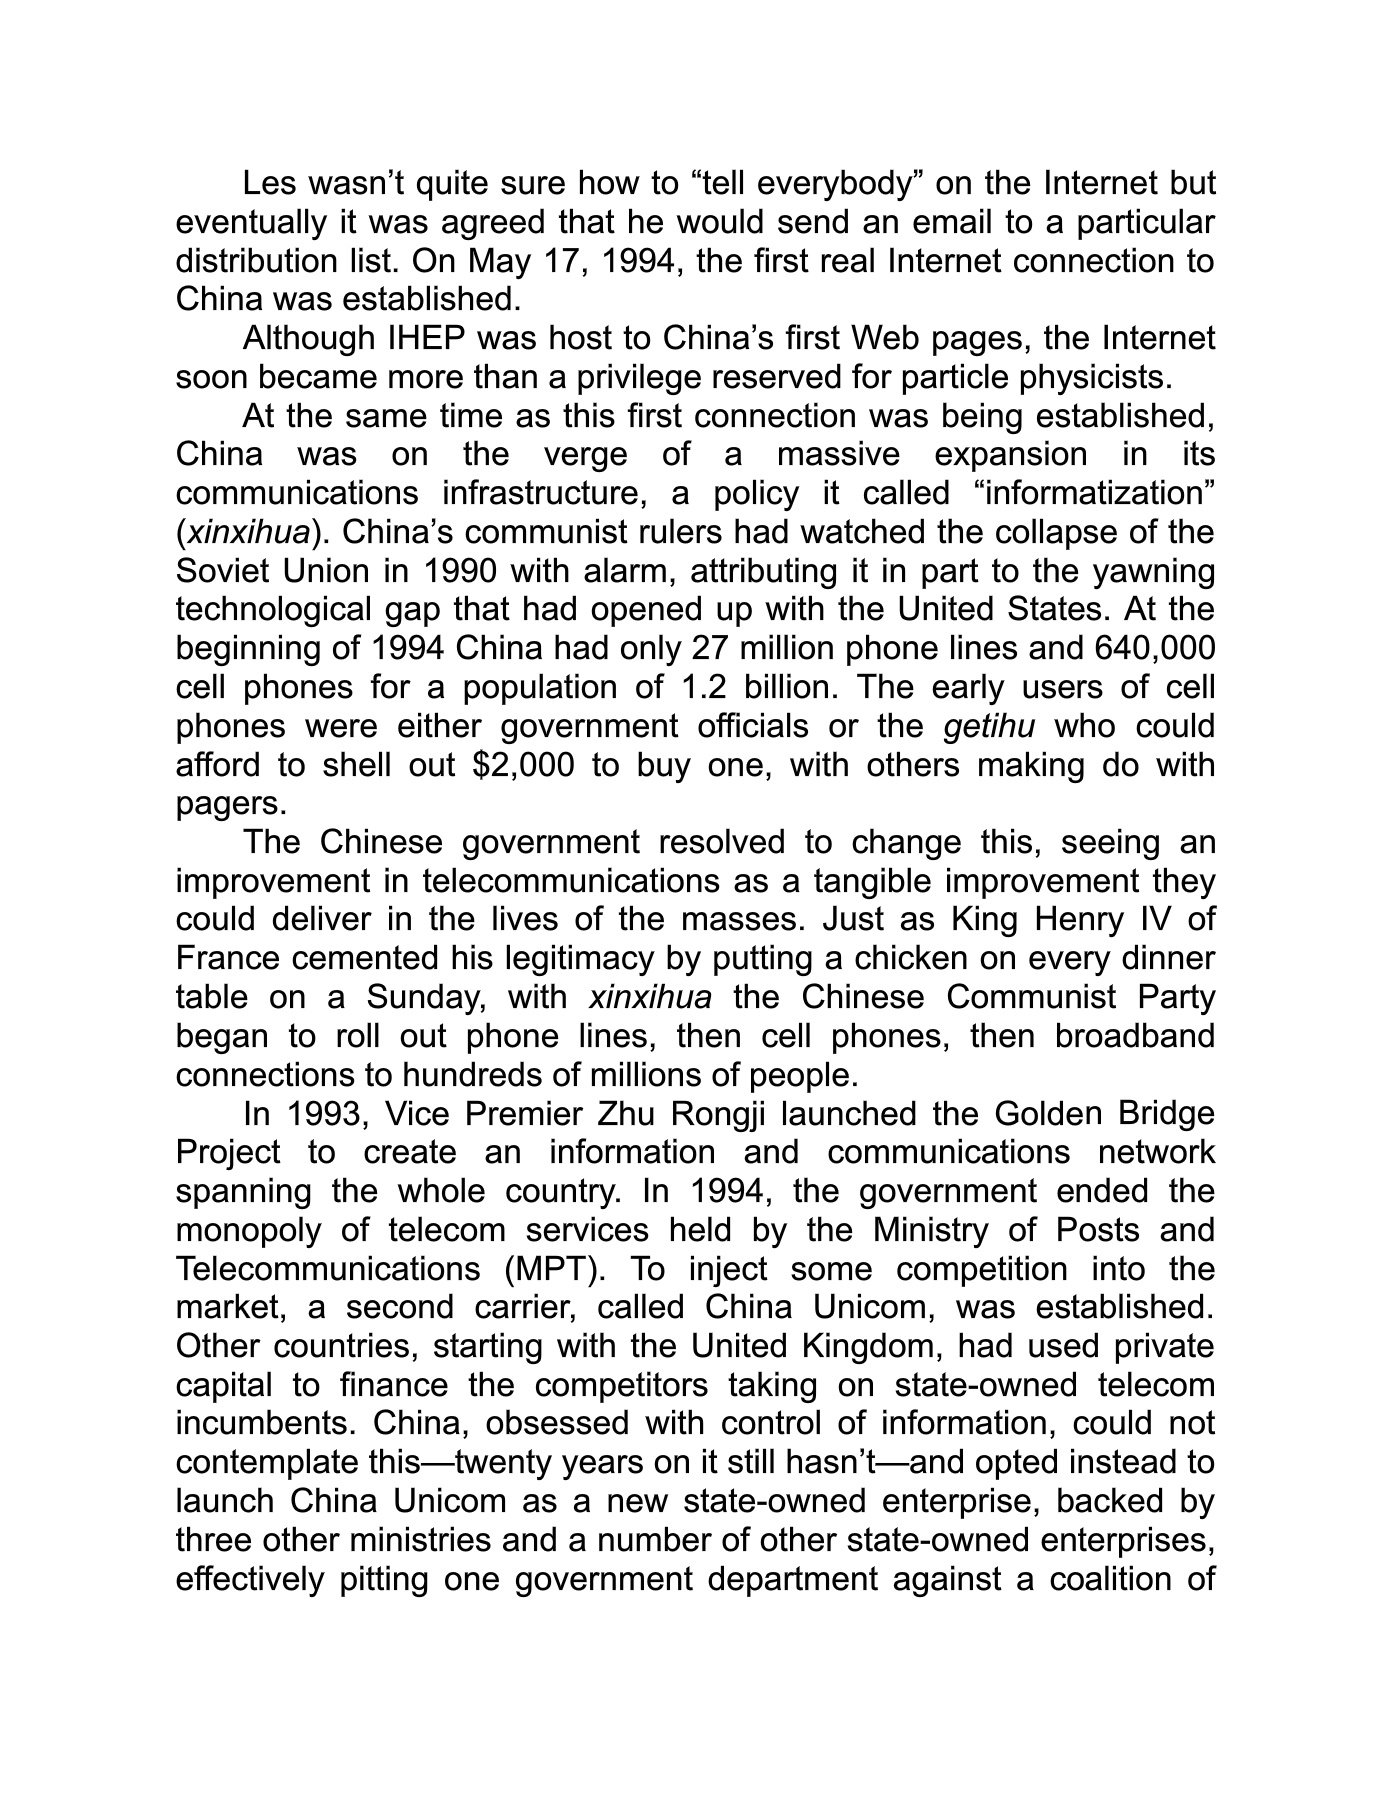 Les wasn’t quite sure how to “tell everybody” on the Internet but
eventually it was agreed that he would send an email to a particular
distribution list. On May 17, 1994, the first real Internet connection to
China was established.
Although IHEP was host to China’s first Web pages, the Internet
soon became more than a privilege reserved for particle physicists.
At the same time as this first connection was being established,
China was on the verge of a massive expansion in its
communications infrastructure, a policy it called “informatization”
(xinxihua). China’s communist rulers had watched the collapse of the
Soviet Union in 1990 with alarm, attributing it in part to the yawning
technological gap that had opened up with the United States. At the
beginning of 1994 China had only 27 million phone lines and 640,000
cell phones for a population of 1.2 billion. The early users of cell
phones were either government officials or the getihu who could
afford to shell out $2,000 to buy one, with others making do with
pagers.
The Chinese government resolved to change this, seeing an
improvement in telecommunications as a tangible improvement they
could deliver in the lives of the masses. Just as King Henry IV of
France cemented his legitimacy by putting a chicken on every dinner
table on a Sunday, with xinxihua the Chinese Communist Party
began to roll out phone lines, then cell phones, then broadband
connections to hundreds of millions of people.
In 1993, Vice Premier Zhu Rongji launched the Golden Bridge
Project to create an information and communications network
spanning the whole country. In 1994, the government ended the
monopoly of telecom services held by the Ministry of Posts and
Telecommunications (MPT). To inject some competition into the
market, a second carrier, called China Unicom, was established.
Other countries, starting with the United Kingdom, had used private
capital to finance the competitors taking on state-owned telecom
incumbents. China, obsessed with control of information, could not
contemplate this—twenty years on it still hasn’t—and opted instead to
launch China Unicom as a new state-owned enterprise, backed by
three other ministries and a number of other state-owned enterprises,
effectively pitting one government department against a coalition of